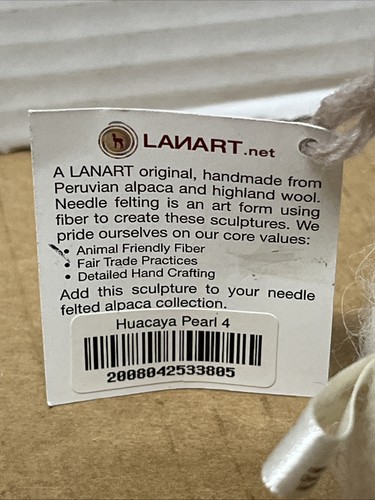 LANART.net
A LANART original, handmade from
Peruvian alpaca and highland wool.
Needle felting is an art form using
fiber to create these sculptures. We
pride ourselves on our core values:
• Animal Friendly Fiber
• Fair Trade Practices
• Detailed Hand Crafting
Add this sculpture to your needle
felted alpaca collection.
Huacaya Pearl 4
2008042533805